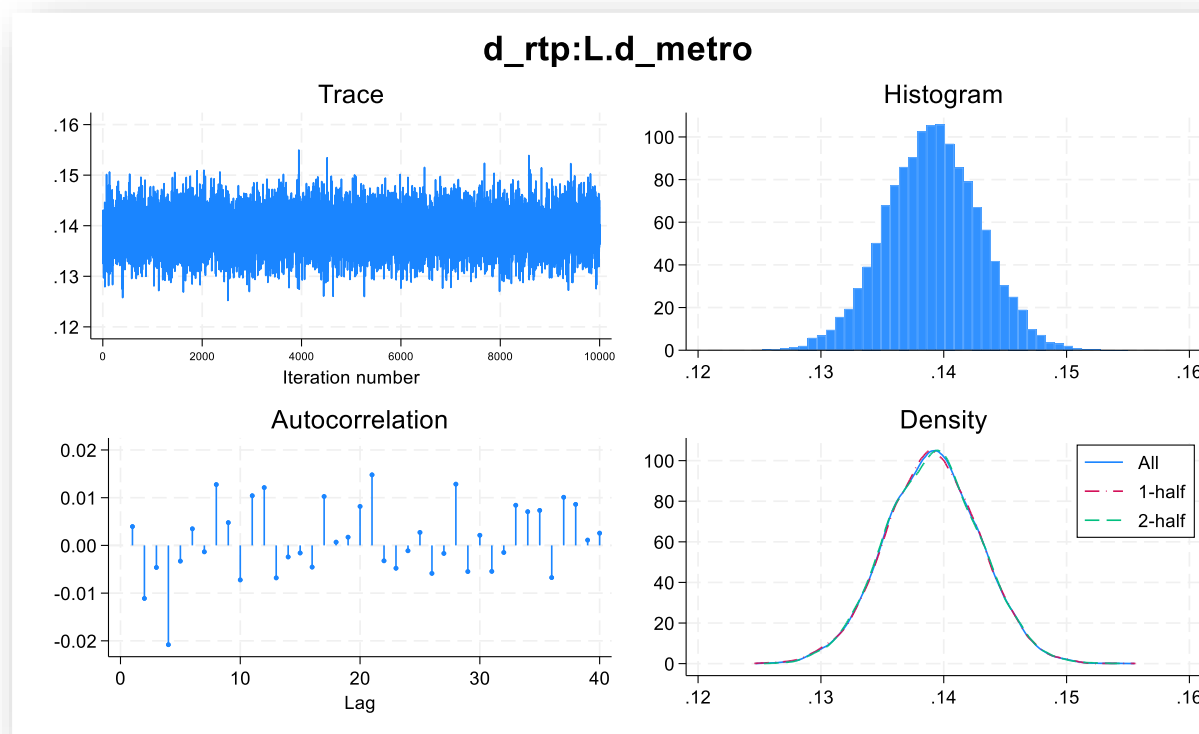 d_rtp:L.d_metro
Trace
.16
.15
.14
.13
.12
0 2000 4000 6000 8000 10000
Iteration number
Histogram
100
80
60
40
20
0
.12 .13 .14 .15 .16
Autocorrelation
0.02
0.01
0.00
-0.01
-0.02
0 10 20 30 40
Lag
Density
100
80
60
40
20
0
.12 .13 .14 .15 .16
All
1-half
2-half